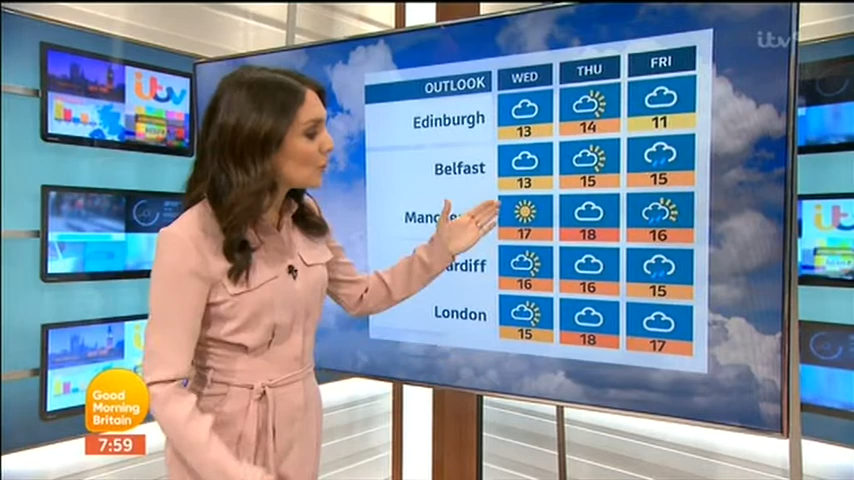 itv
itv
OUTLOOK WED THU FRI
Edinburgh 13 14 11
Belfast 13 15 15
17 18 16
16 16 15
London 15 18 17
Good
Morning
Britain
7:59